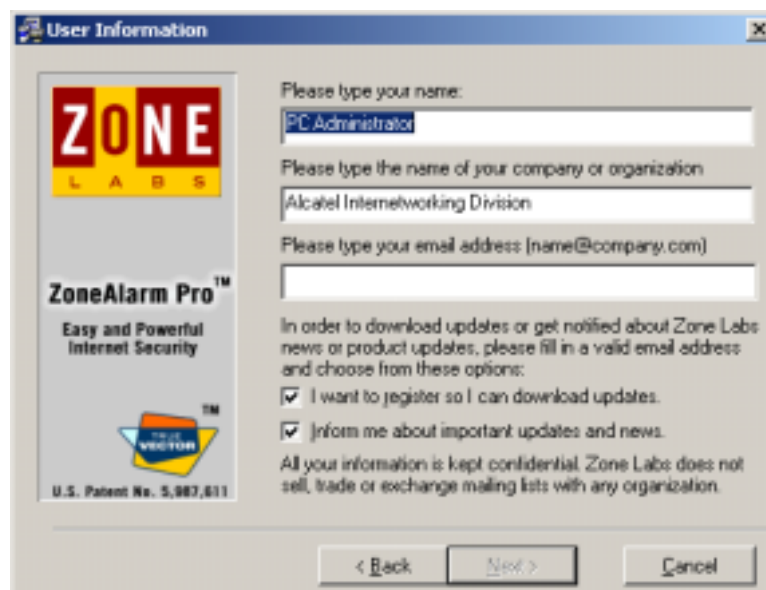 User Information
ZONE
LABS
ZoneAlarm Pro™
Easy and Powerful
Internet Security
TM
TRUE
VECTOR
U.S. Patent No. 5,987,611
Please type your name:
PC Administrator
Please type the name of your company or organization
Alcatel Internetworking Division
Please type your email address (name@company.com)
In order to download updates or get notified about Zone Labs
news or product updates, please fill in a valid email address
and choose from these options:
I want to register so I can download updates.
Inform me about important updates and news.
All your information is kept confidential. Zone Labs does not
sell, trade or exchange mailing lists with any organization.
< Back
Next >
Cancel